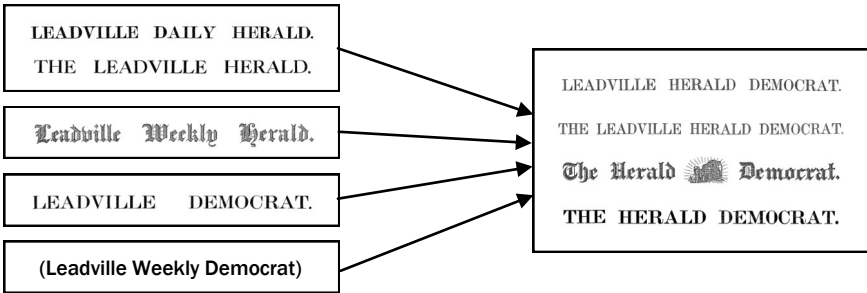 LEADVILLE DAILY HERALD.
THE LEADVILLE HERALD.
Leadville Weekly Herald.
LEADVILLE DEMOCRAT.
(Leadville Weekly Democrat)
LEADVILLE HERALD DEMOCRAT.
THE LEADVILLE HERALD DEMOCRAT.
The Herald Democrat.
THE HERALD DEMOCRAT.